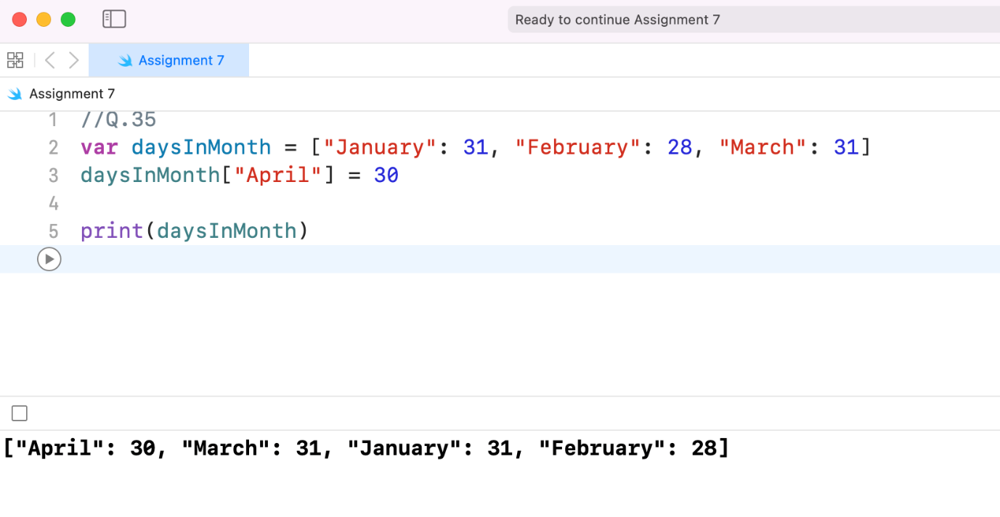 Ready to continue Assignment 7
Assignment 7
Assignment 7
1 //Q.35
2 var daysInMonth = ["January": 31, "February": 28, "March": 31]
3 daysInMonth["April"] = 30
4
5 print(daysInMonth)
["April": 30, "March": 31, "January": 31, "February": 28]